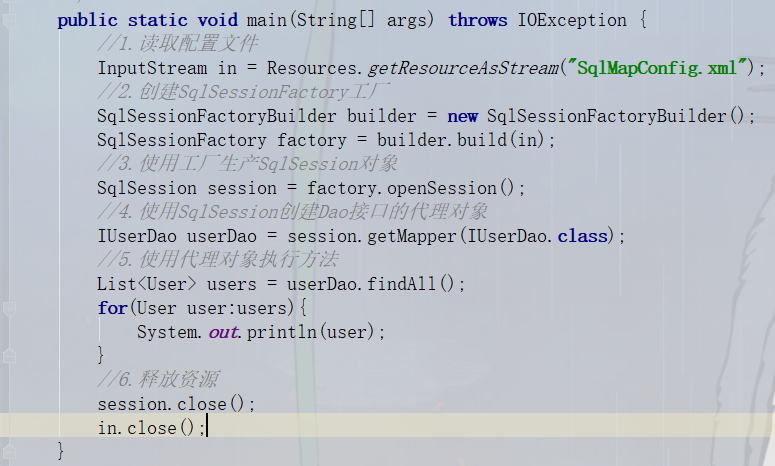 public static void main(String[] args) throws IOException {
//1.读取配置文件
InputStream in = Resources.getResourceAsStream("SqlMapConfig.xml");
//2.创建SqlSessionFactory工厂
SqlSessionFactoryBuilder builder = new SqlSessionFactoryBuilder();
SqlSessionFactory factory = builder.build(in);
//3.使用工厂生产SqlSession对象
SqlSession session = factory.openSession();
//4.使用SqlSession创建Dao接口的代理对象
IUserDao userDao = session.getMapper(IUserDao.class);
//5.使用代理对象执行方法
List<User> users = userDao.findAll();
for(User user:users){
System.out.println(user);
}
//6.释放资源
session.close();
in.close();
}